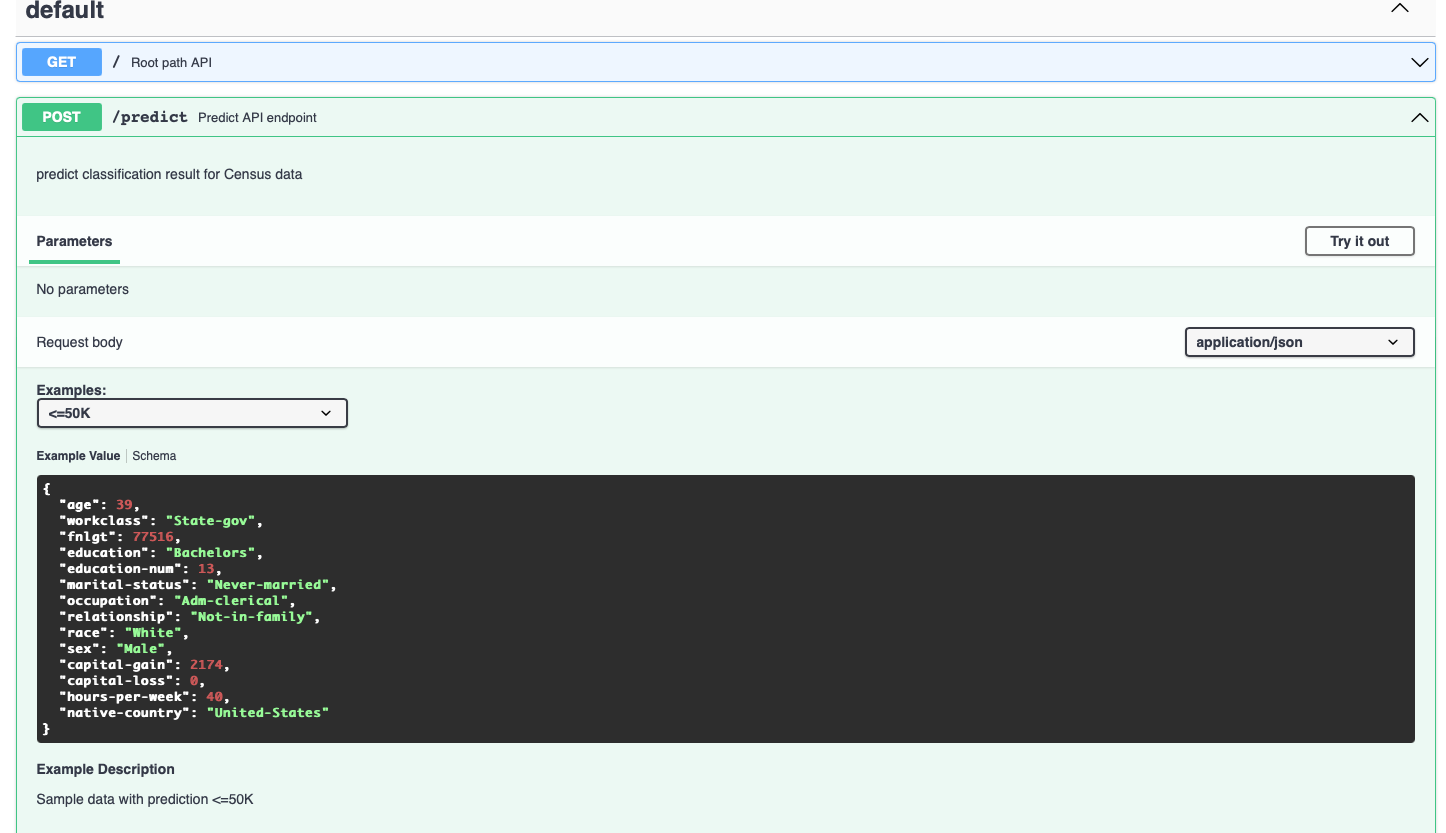 default
GET / Root path API
POST /predict Predict API endpoint
predict classification result for Census data
Parameters Try it out
No parameters
Request body application/json
Examples:
<=50K
Example Value Schema
{
"age": 39,
"workclass": "State-gov",
"fnlgt": 77516,
"education": "Bachelors",
"education-num": 13,
"marital-status": "Never-married",
"occupation": "Adm-clerical",
"relationship": "Not-in-family",
"race": "White",
"sex": "Male",
"capital-gain": 2174,
"capital-loss": 0,
"hours-per-week": 40,
"native-country": "United-States"
}
Example Description
Sample data with prediction <=50K